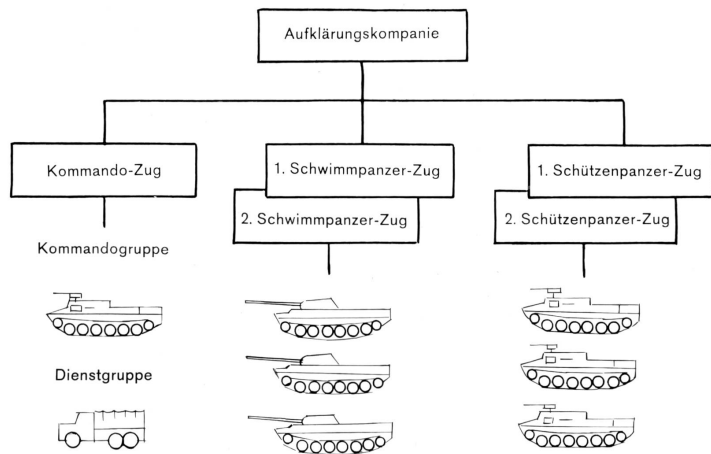 Aufklärungskompanie
Kommando-Zug
1. Schwimmpanzer-Zug
1. Schützenpanzer-Zug
2. Schwimmpanzer-Zug
2. Schützenpanzer-Zug
Kommandogruppe
Dienstgruppe